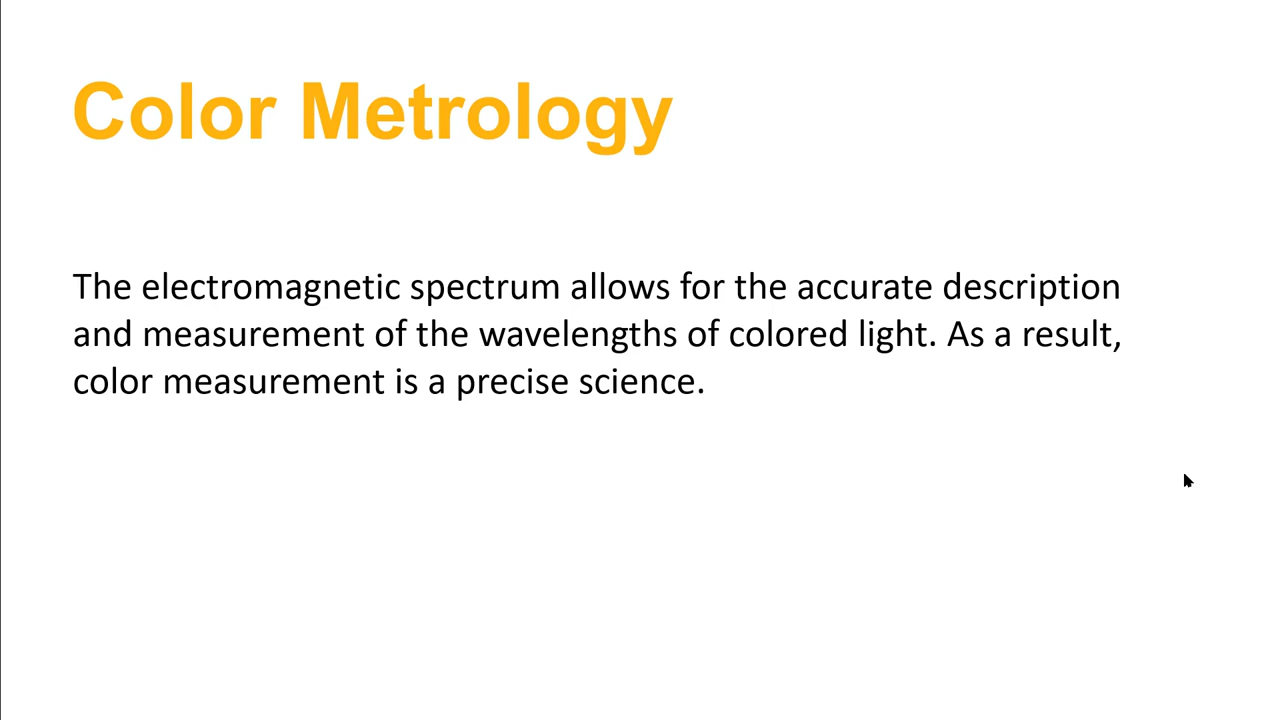 Color Metrology
The electromagnetic spectrum allows for the accurate description
and measurement of the wavelengths of colored light. As a result,
color measurement is a precise science.